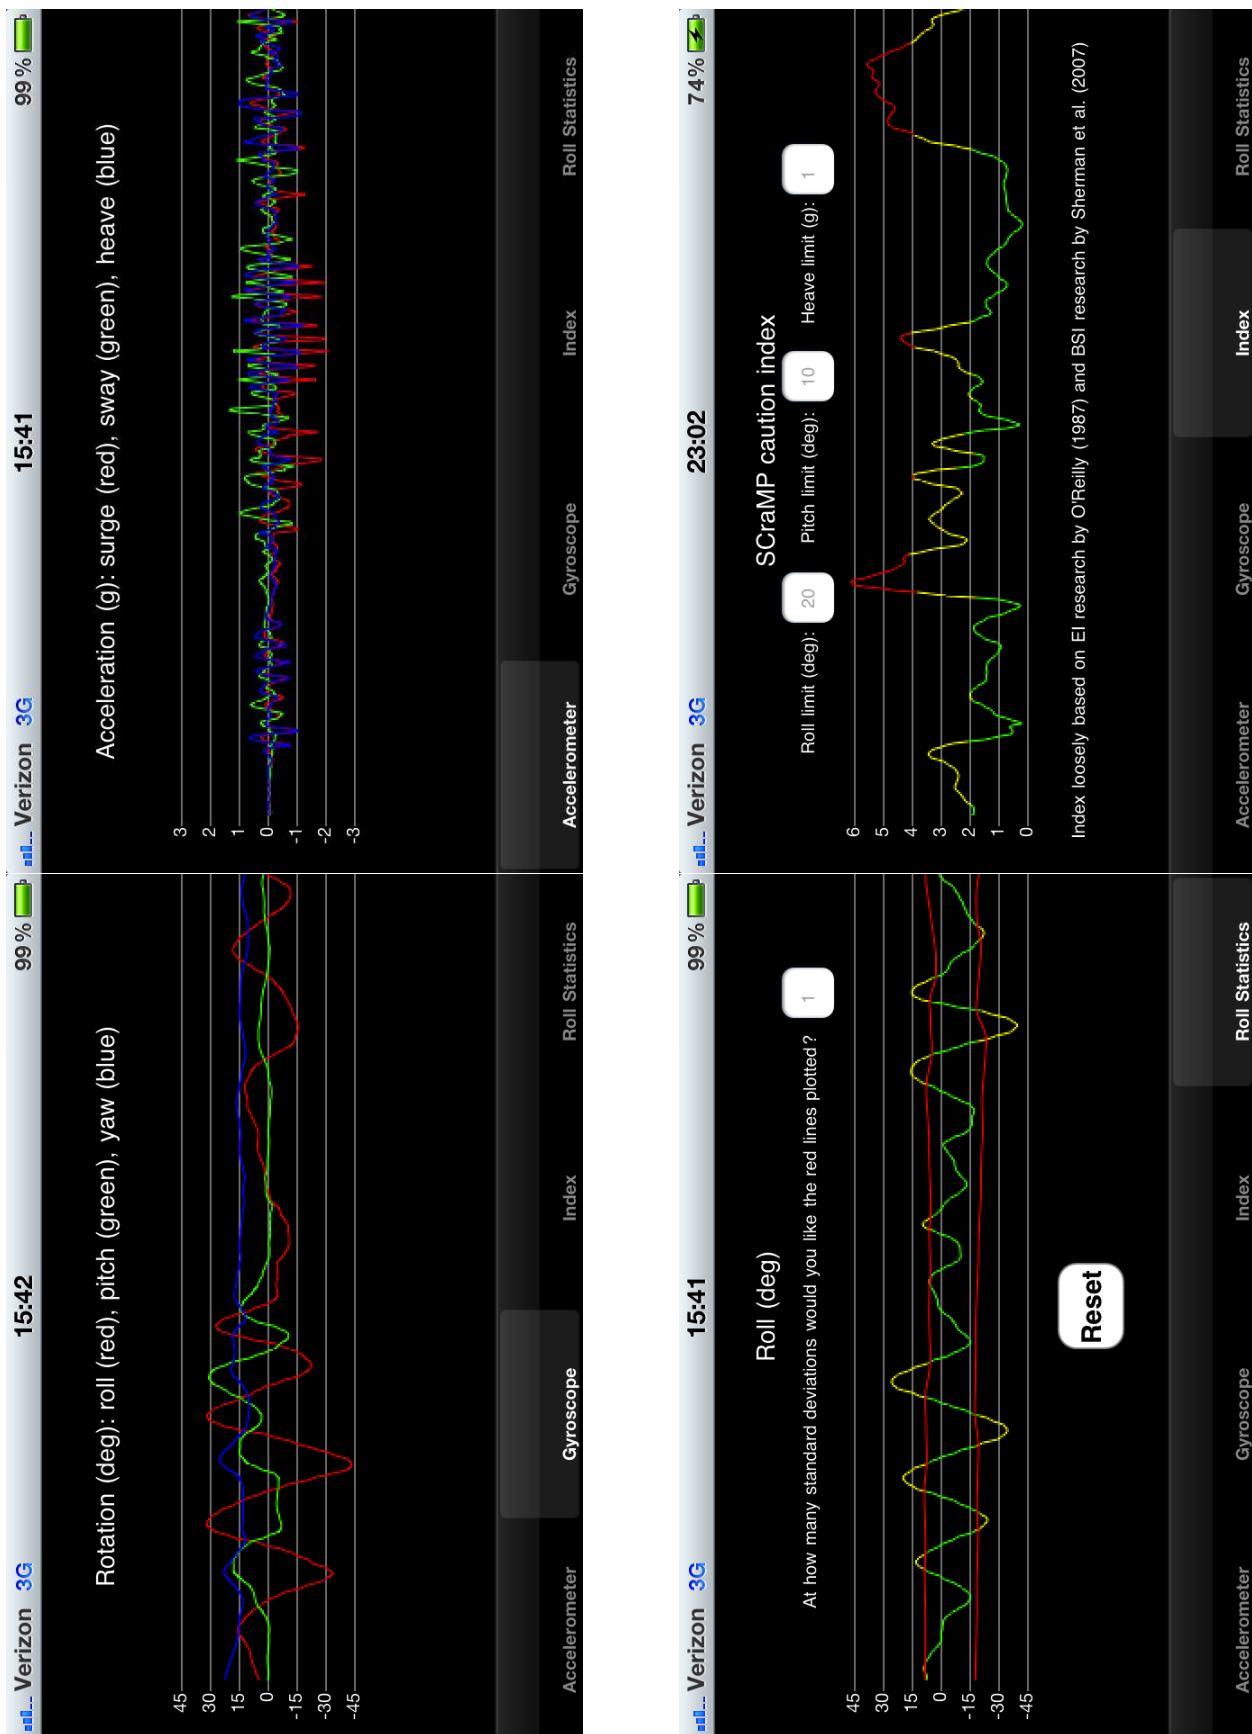 Verizon 3G 15:42 99%
Rotation (deg): roll (red), pitch (green), yaw (blue)
45
30
15
0
-15
-30
-45
Accelerometer Gyroscope Index Roll Statistics
Verizon 3G 15:41 99%
Acceleration (g): surge (red), sway (green), heave (blue)
3
2
1
0
-1
-2
-3
Accelerometer Gyroscope Index Roll Statistics
Verizon 3G 15:41 99%
Roll (deg)
At how many standard deviations would you like the red lines plotted? 1
45
30
15
0
-15
-30
-45
Reset
Accelerometer Gyroscope Index Roll Statistics
Verizon 3G 23:02 74%
SCraMP caution index
Roll limit (deg): 20 Pitch limit (deg): 10 Heave limit (g): 1
6
5
4
3
2
1
0
Index loosely based on EI research by O'Reilly (1987) and BSI research by Sherman et al. (2007)
Accelerometer Gyroscope Index Roll Statistics